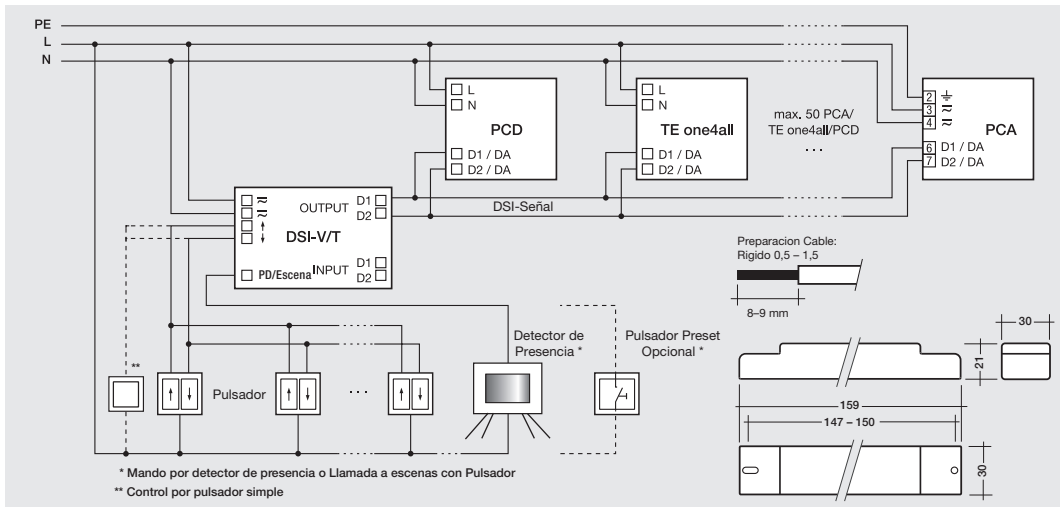 PE
L
N
L
N
PCD
D1 / DA
D2 / DA
L
N
TE one4all
D1 / DA
D2 / DA
max. 50 PCA/
TE one4all/PCD
...
2
3
4
PCA
6 D1 / DA
7 D2 / DA
OUTPUT D1
D2
DSI-V/T
PD/Escena
INPUT D1
D2
DSI-Señal
Preparacion Cable:
Rigido 0,5 – 1,5
8–9 mm
**
Pulsador
...
Detector de
Presencia *
Pulsador Preset
Opcional *
30
21
159
147 – 150
30
* Mando por detector de presencia o Llamada a escenas con Pulsador
** Control por pulsador simple